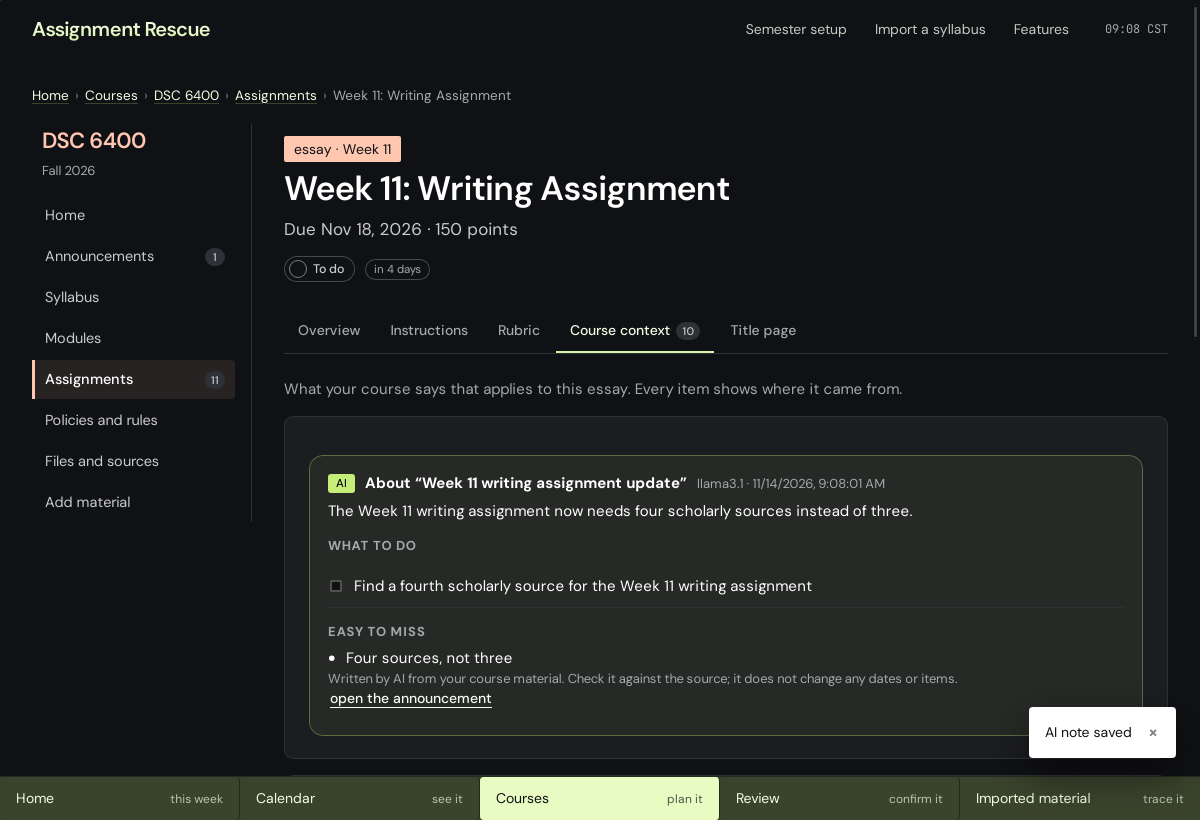 Assignment Rescue
Semester setup
Import a syllabus
Features
09:08 CST
Home › Courses › DSC 6400 › Assignments › Week 11: Writing Assignment
DSC 6400
Fall 2026
Home
Announcements 1
Syllabus
Modules
Assignments 11
Policies and rules
Files and sources
Add material
essay · Week 11
Week 11: Writing Assignment
Due Nov 18, 2026 · 150 points
To do
in 4 days
Overview
Instructions
Rubric
Course context 10
Title page
What your course says that applies to this essay. Every item shows where it came from.
AI About “Week 11 writing assignment update” llama3.1 · 11/14/2026, 9:08:01 AM
The Week 11 writing assignment now needs four scholarly sources instead of three.
WHAT TO DO
Find a fourth scholarly source for the Week 11 writing assignment
EASY TO MISS
• Four sources, not three
Written by AI from your course material. Check it against the source; it does not change any dates or items.
open the announcement
AI note saved ×
Home this week
Calendar see it
Courses plan it
Review confirm it
Imported material trace it